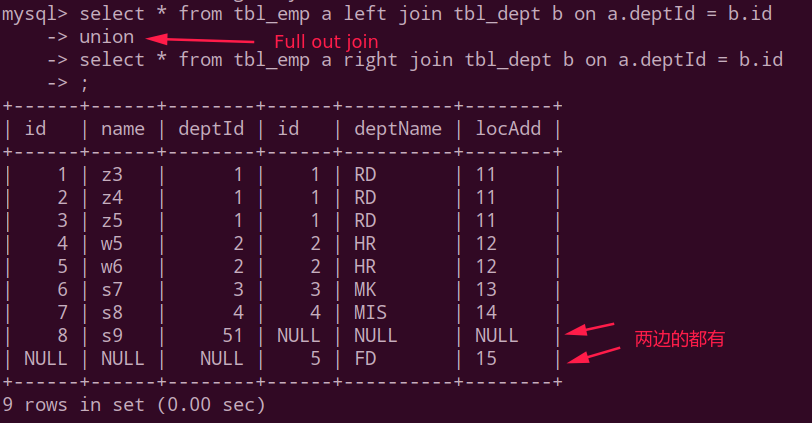 mysql> select * from tbl_emp a left join tbl_dept b on a.deptId = b.id
    -> union
Full out join
    -> select * from tbl_emp a right join tbl_dept b on a.deptId = b.id
    -> ;
+------+------+--------+------+----------+--------+
| id   | name | deptId | id   | deptName | locAdd |
+------+------+--------+------+----------+--------+
|    1 | z3   |      1 |    1 | RD       | 11     |
|    2 | z4   |      1 |    1 | RD       | 11     |
|    3 | z5   |      1 |    1 | RD       | 11     |
|    4 | w5   |      2 |    2 | HR       | 12     |
|    5 | w6   |      2 |    2 | HR       | 12     |
|    6 | s7   |      3 |    3 | MK       | 13     |
|    7 | s8   |      4 |    4 | MIS      | 14     |
|    8 | s9   |     51 | NULL | NULL     | NULL   |
两边的都有
| NULL | NULL |   NULL |    5 | FD       | 15     |
+------+------+--------+------+----------+--------+
9 rows in set (0.00 sec)